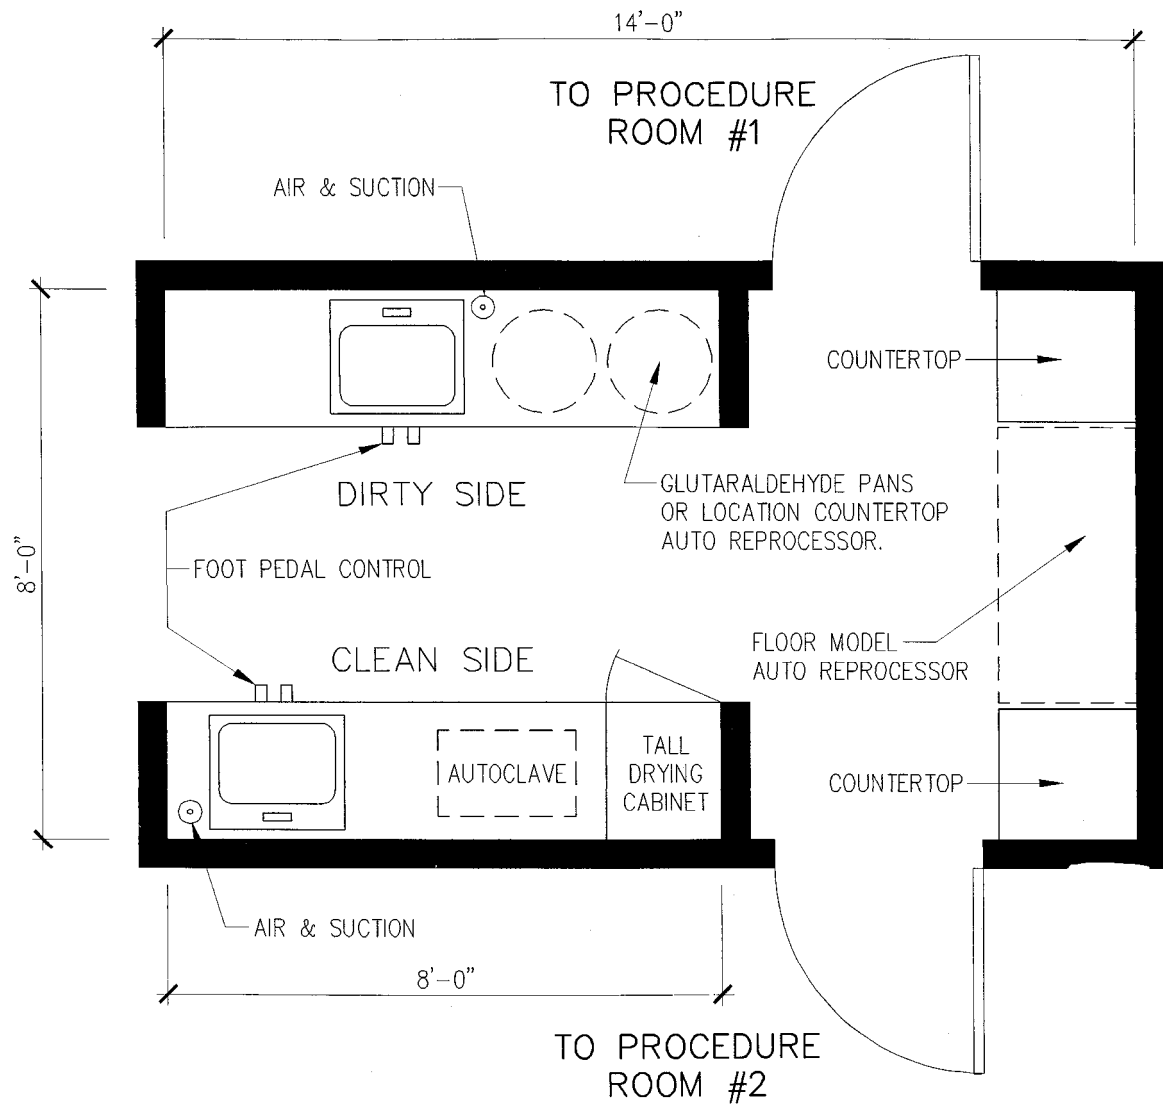 14'-0"
TO PROCEDURE
ROOM #1
AIR & SUCTION
COUNTERTOP
DIRTY SIDE
GLUTARALDEHYDE PANS
OR LOCATION COUNTERTOP
AUTO REPROCESSOR.
8'-0"
FOOT PEDAL CONTROL
CLEAN SIDE
FLOOR MODEL
AUTO REPROCESSOR
AUTOCLAVE
TALL
DRYING
CABINET
COUNTERTOP
AIR & SUCTION
8'-0"
TO PROCEDURE
ROOM #2